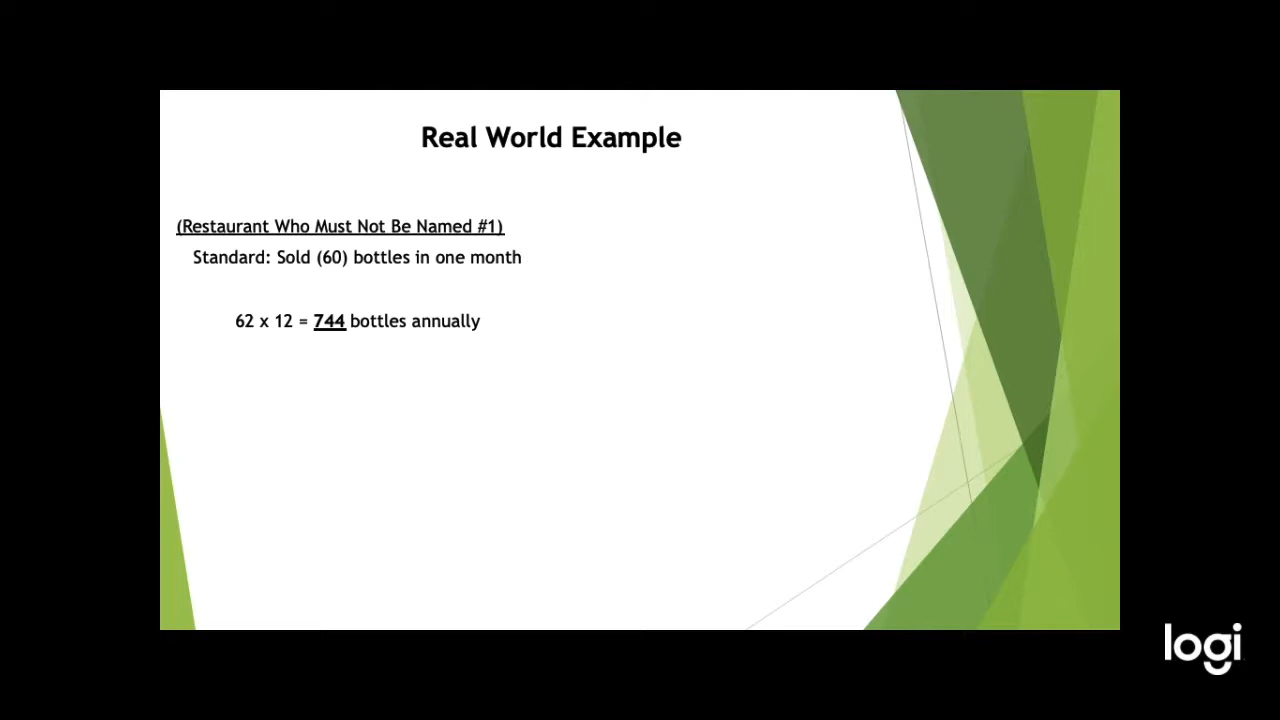 Real World Example
(Restaurant Who Must Not Be Named #1)
Standard: Sold (60) bottles in one month
62 x 12 = 744 bottles annually
logi